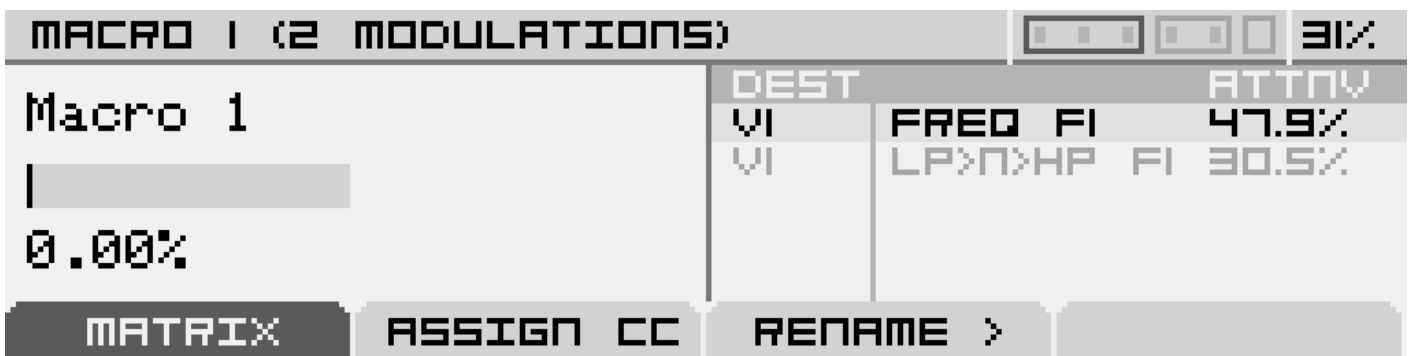 MACRO 1 (2 MODULATIONS) 31%
Macro 1
0.00%
DEST ATTNV
V1 FREQ F1 47.9%
V1 LP>N>HP F1 30.5%
MATRIX ASSIGN CC RENAME >